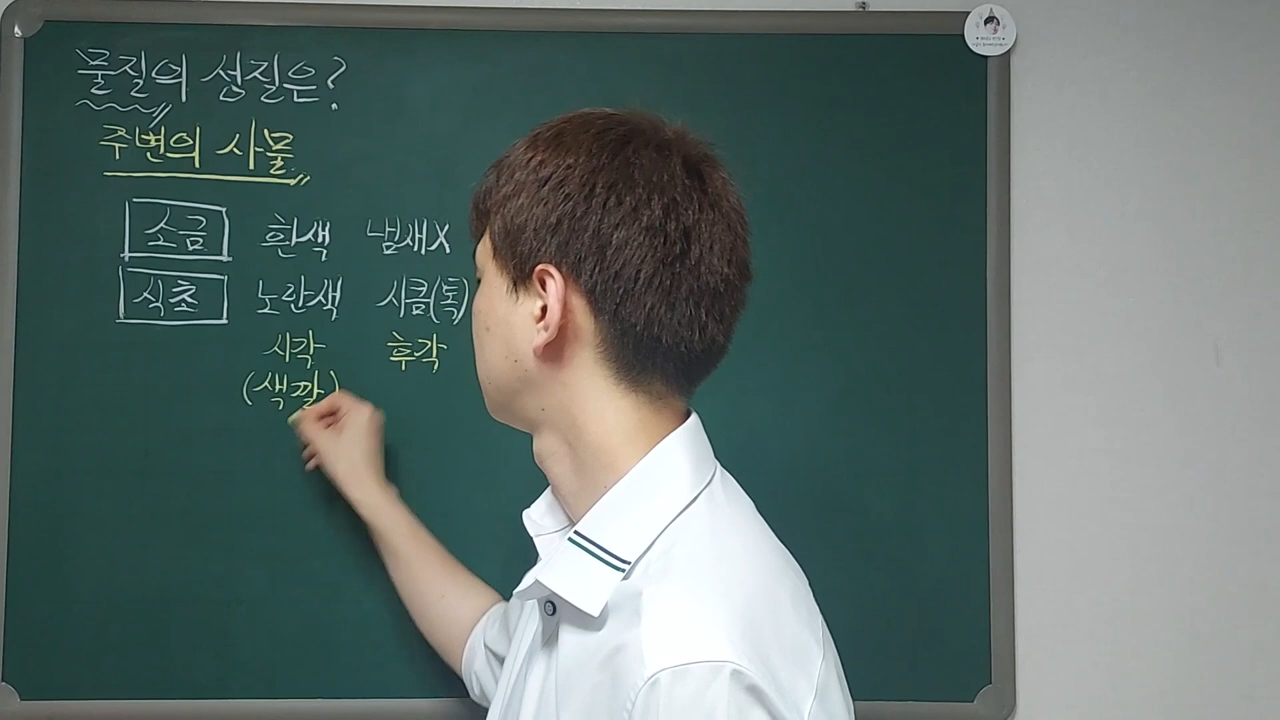 물질의 성질은?
주변의 사물
소금 흰색 냄새X
식초 노란색 시큼(톡)
시각 후각
(색깔)